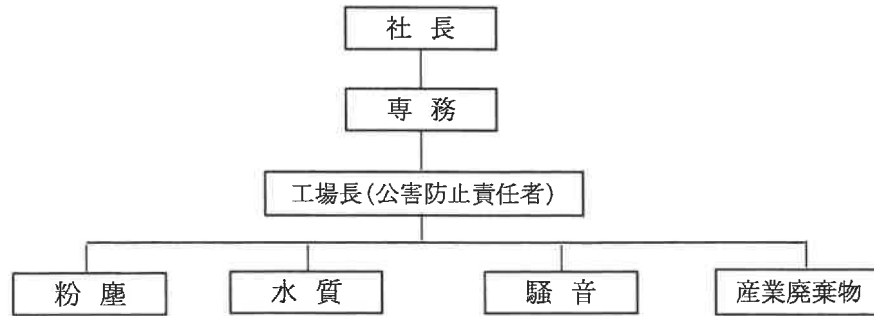 社長
専務
工場長(公害防止責任者)
粉塵
水質
騒音
産業廃棄物